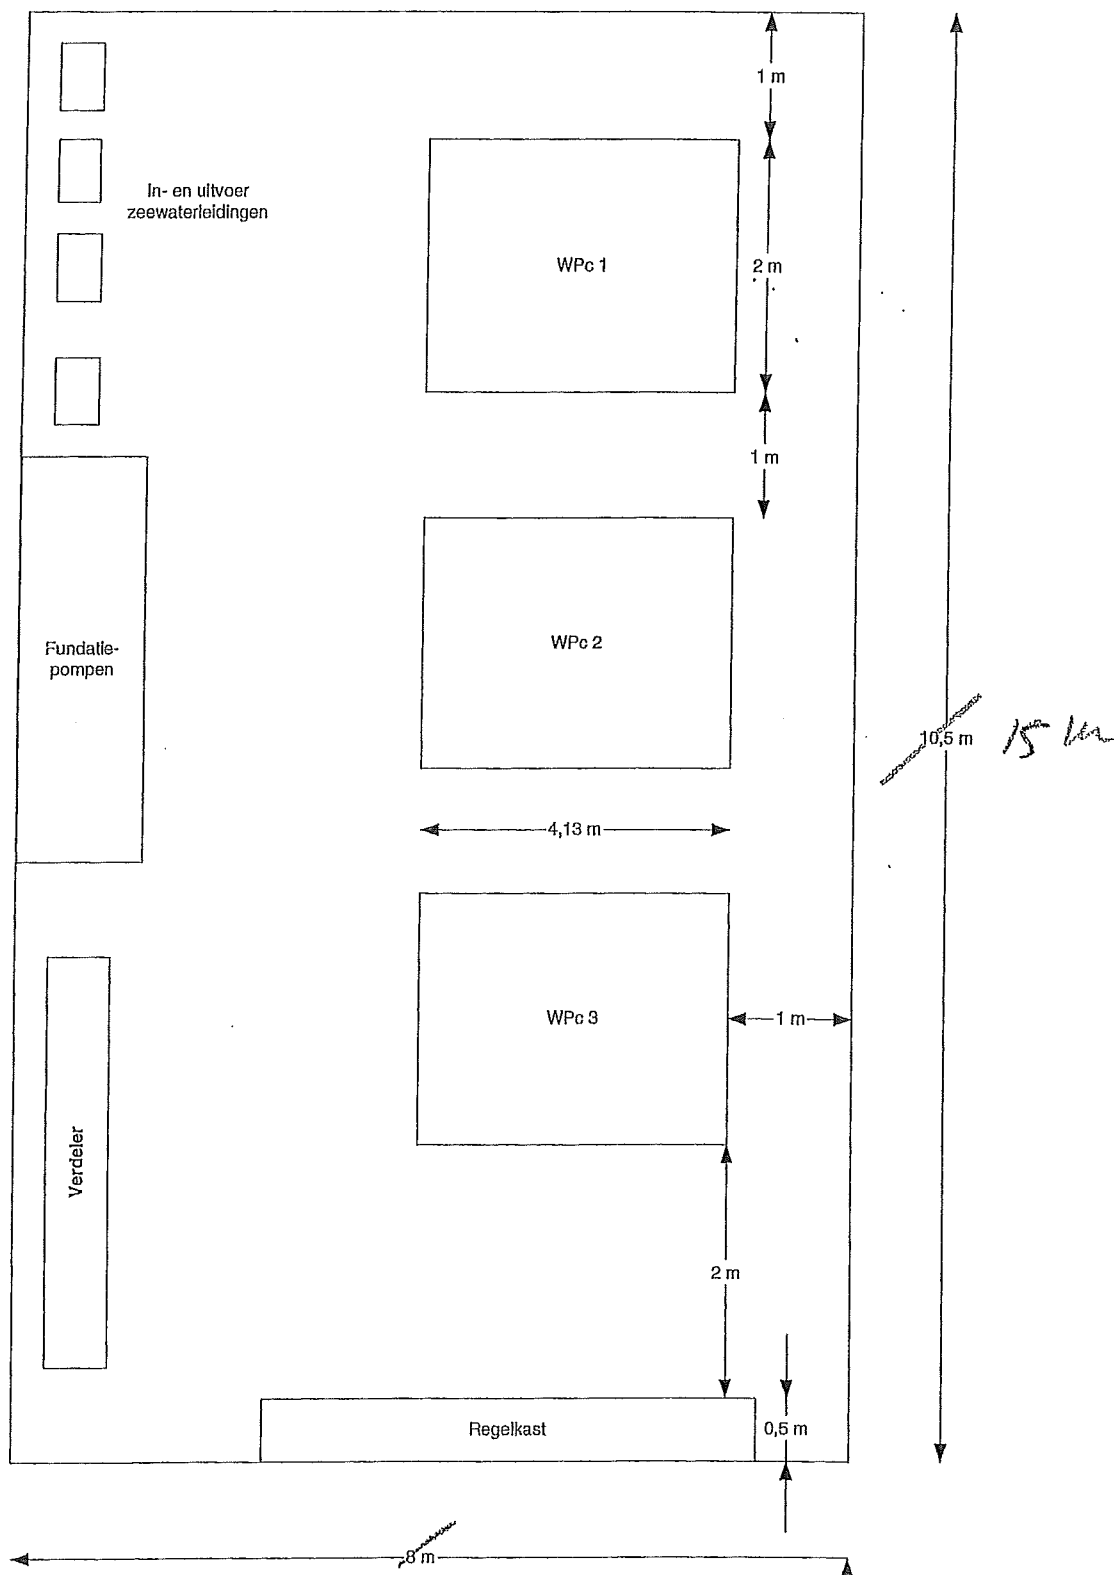 1 m
In- en uitvoer
zeewaterleidingen
WPc 1
2 m
1 m
Fundatie-
pompen
WPc 2
10,5 m 15 m
4,13 m
WPc 3
1 m
Verdeler
2 m
Regelkast
0,5 m
8 m